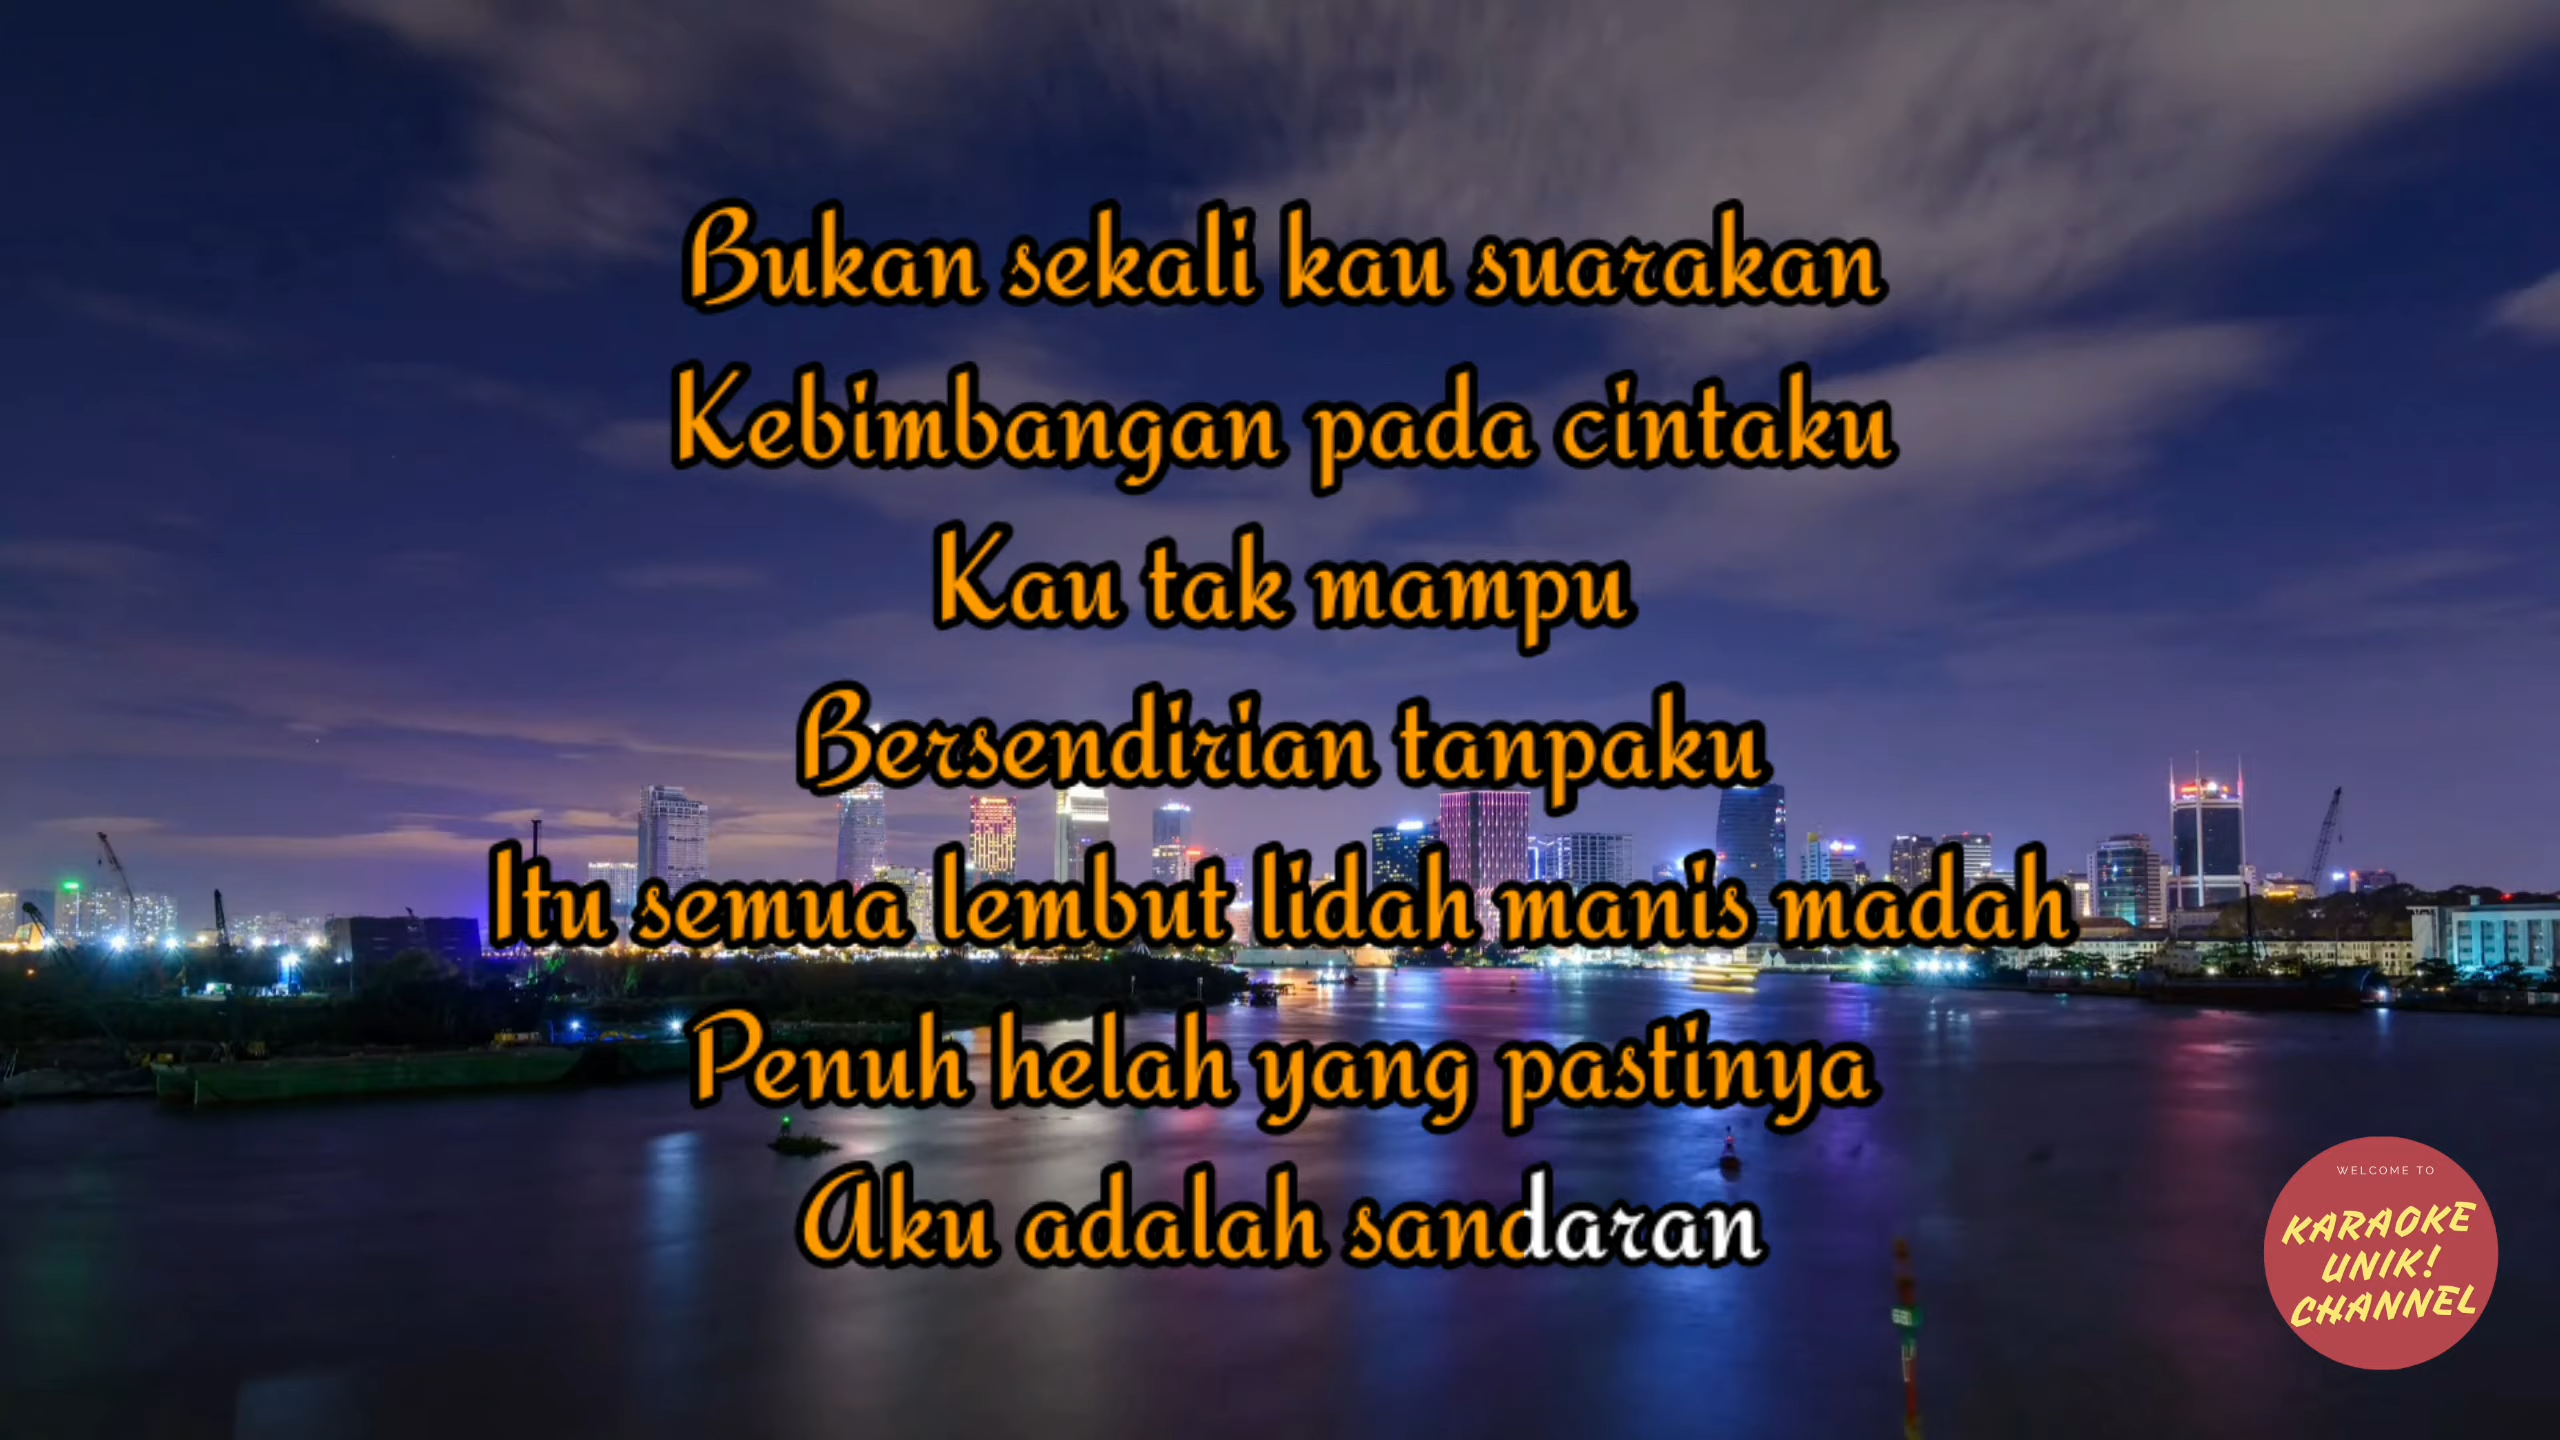 Bukan sekali kau suarakan
Kebimbangan pada cintaku
Kau tak mampu
Bersendirian tanpaku
Itu semua lembut lidah manis madah
Penuh helah yang pastinya
Aku adalah sandaran
WELCOME TO
KARAOKE
UNIK!
CHANNEL